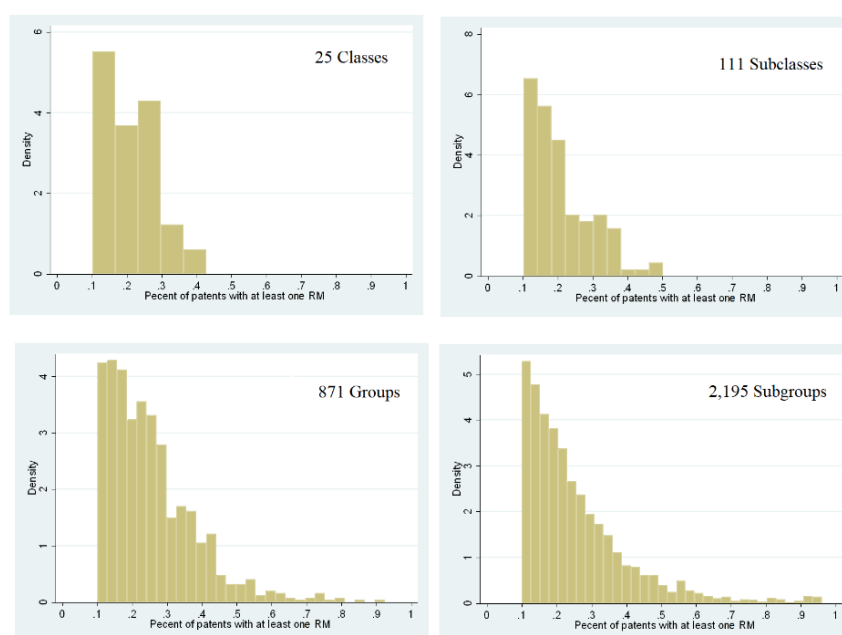 25 Classes
Density
0
2
4
6
0 .1 .2 .3 .4 .5 .6 .7 .8 .9 1
Pecent of patents with at least one RM
111 Subclasses
Density
0
2
4
6
8
0 .1 .2 .3 .4 .5 .6 .7 .8 .9 1
Pecent of patents with at least one RM
871 Groups
Density
0
1
2
3
4
0 .1 .2 .3 .4 .5 .6 .7 .8 .9 1
Pecent of patents with at least one RM
2,195 Subgroups
Density
0
1
2
3
4
5
0 .1 .2 .3 .4 .5 .6 .7 .8 .9 1
Pecent of patents with at least one RM